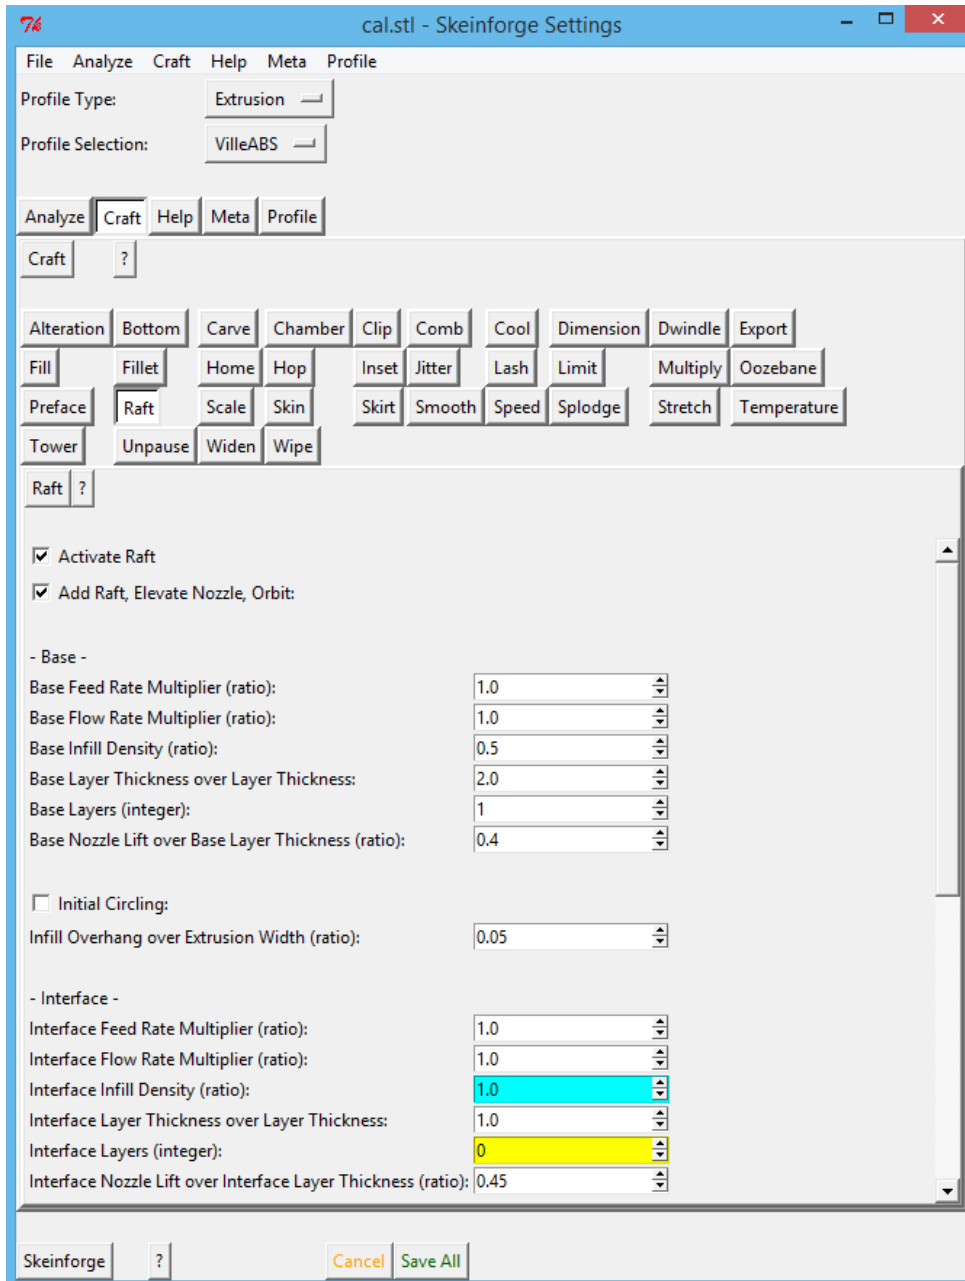 7k cal.stl - Skeinforge Settings
File Analyze Craft Help Meta Profile
Profile Type: Extrusion
Profile Selection: VilleABS
Analyze Craft Help Meta Profile
Craft ?
Alteration Bottom Carve Chamber Clip Comb Cool Dimension Dwindle Export
Fill Fillet Home Hop Inset Jitter Lash Limit Multiply Oozebane
Preface Raft Scale Skin Skirt Smooth Speed Splodge Stretch Temperature
Tower Unpause Widen Wipe
Raft ?
Activate Raft
Add Raft, Elevate Nozzle, Orbit:
- Base -
Base Feed Rate Multiplier (ratio): 1.0
Base Flow Rate Multiplier (ratio): 1.0
Base Infill Density (ratio): 0.5
Base Layer Thickness over Layer Thickness: 2.0
Base Layers (integer): 1
Base Nozzle Lift over Base Layer Thickness (ratio): 0.4
Initial Circling:
Infill Overhang over Extrusion Width (ratio): 0.05
- Interface -
Interface Feed Rate Multiplier (ratio): 1.0
Interface Flow Rate Multiplier (ratio): 1.0
Interface Infill Density (ratio): 1.0
Interface Layer Thickness over Layer Thickness: 1.0
Interface Layers (integer): 0
Interface Nozzle Lift over Interface Layer Thickness (ratio): 0.45
Skeinforge ? Cancel Save All